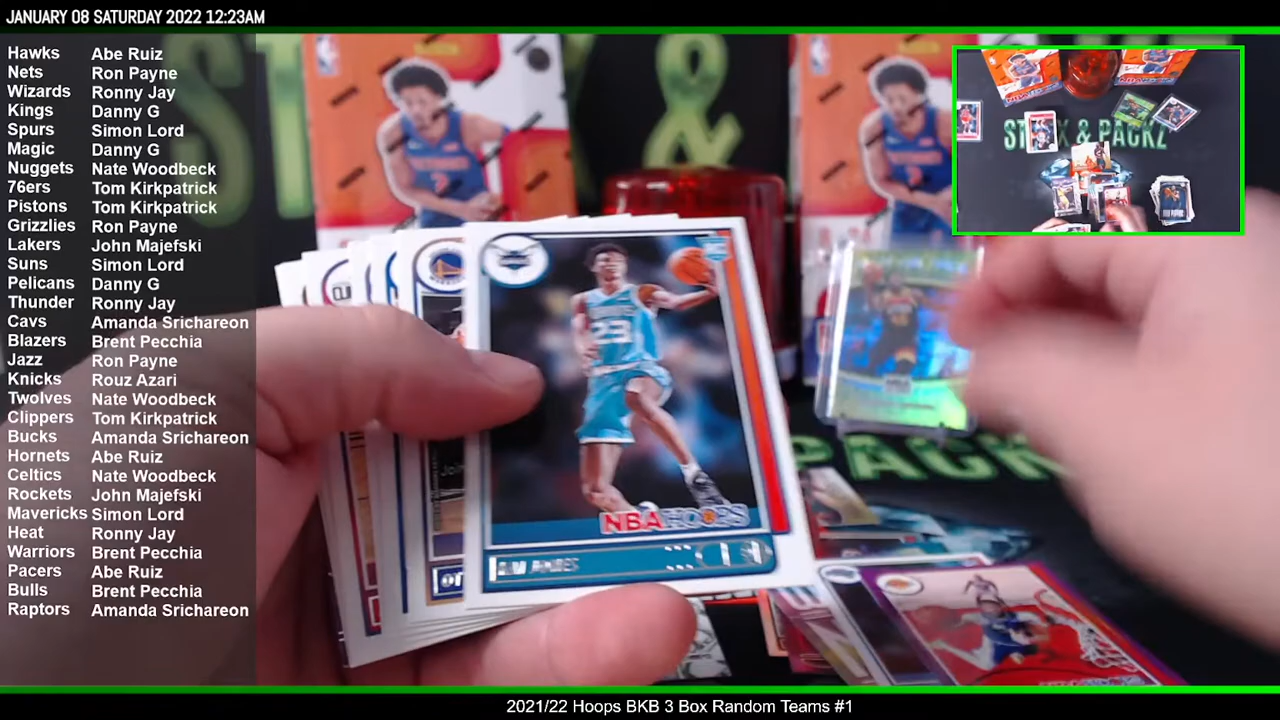 JANUARY 08 SATURDAY 2022 12:23AM
Hawks Abe Ruiz
Nets Ron Payne
Wizards Ronny Jay
Kings Danny G
Spurs Simon Lord
Magic Danny G
Nuggets Nate Woodbeck
76ers Tom Kirkpatrick
Pistons Tom Kirkpatrick
Grizzlies Ron Payne
Lakers John Majefski
Suns Simon Lord
Pelicans Danny G
Thunder Ronny Jay
Cavs Amanda Srichareon
Blazers Brent Pecchia
Jazz Ron Payne
Knicks Rouz Azari
Twolves Nate Woodbeck
Clippers Tom Kirkpatrick
Bucks Amanda Srichareon
Hornets Abe Ruiz
Celtics Nate Woodbeck
Rockets John Majefski
Mavericks Simon Lord
Heat Ronny Jay
Warriors Brent Pecchia
Pacers Abe Ruiz
Bulls Brent Pecchia
Raptors Amanda Srichareon
& PACKZ
23
NBA HOOPS
PACK
2021/22 Hoops BKB 3 Box Random Teams #1